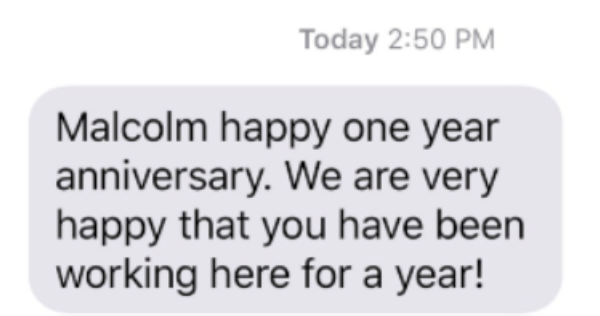 Today 2:50 PM
Malcolm happy one year
anniversary. We are very
happy that you have been
working here for a year!